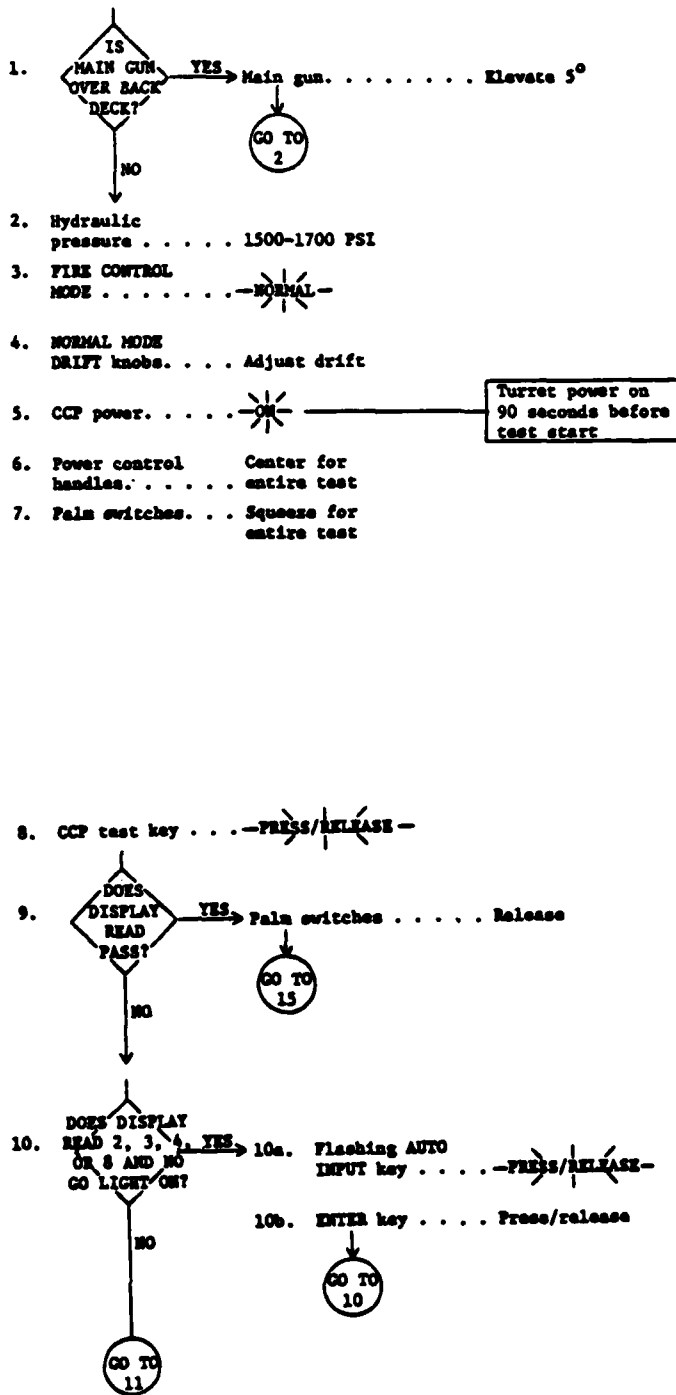 1. IS
MAIN GUN
OVER BACK
DECK?
YES
Main gun. . . . . . . . Elevate 5°
GO TO
2
NO
2. Hydraulic
pressure . . . . . 1500-1700 PSI
3. FIRE CONTROL
MODE . . . . . . . NORMAL
4. NORMAL MODE
DRIFT knobs. . . . Adjust drift
5. CCP power. . . . . ON
Turret power on
90 seconds before
test start
6. Power control Center for
handles. . . . . . entire test
7. Palm switches. . . Squeeze for
entire test
8. CCP test key . . . PRESS/RELEASE
9. DOES
DISPLAY
READ
PASS?
YES
Palm switches . . . . . Release
GO TO
15
NO
10. DOES DISPLAY
READ 2, 3, 4,
OR 8 AND NO
GO LIGHT ON?
YES
10a. Flashing AUTO
INPUT key . . . . PRESS/RELEASE
10b. ENTER key . . . . Press/release
GO TO
10
NO
GO TO
11